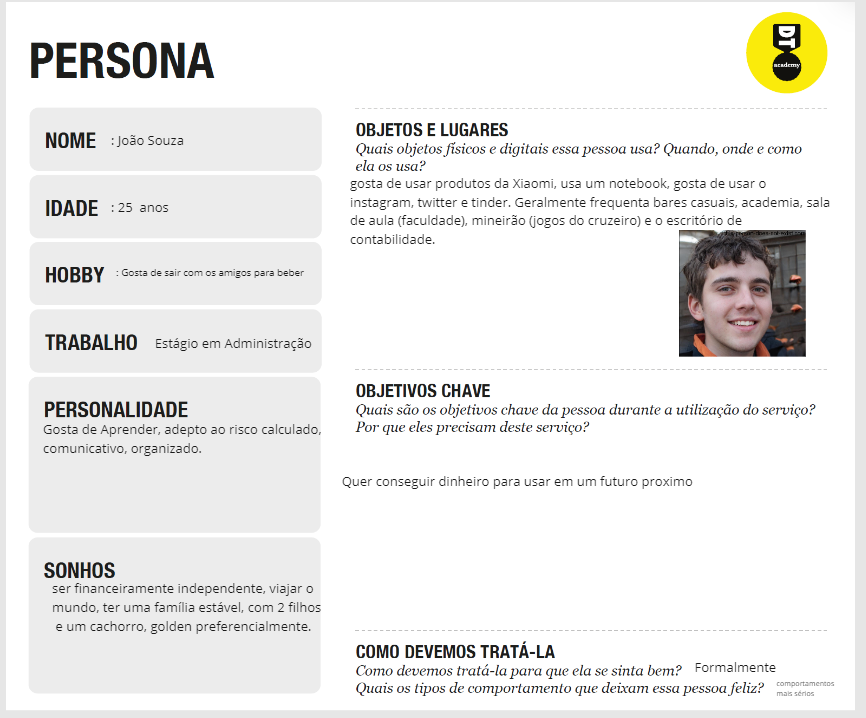 PERSONA
DT
academy
NOME : João Souza
IDADE : 25 anos
HOBBY : Gosta de sair com os amigos para beber
TRABALHO Estágio em Administração
PERSONALIDADE
Gosta de Aprender, adepto ao risco calculado,
comunicativo, organizado.
SONHOS
ser financeiramente independente, viajar o
mundo, ter uma família estável, com 2 filhos
e um cachorro, golden preferencialmente.
OBJETOS E LUGARES
Quais objetos físicos e digitais essa pessoa usa? Quando, onde e como
ela os usa?
gosta de usar produtos da Xiaomi, usa um notebook, gosta de usar o
instagram, twitter e tinder. Geralmente frequenta bares casuais, academia, sala
de aula (faculdade), mineirão (jogos do cruzeiro) e o escritório de
contabilidade.
OBJETIVOS CHAVE
Quais são os objetivos chave da pessoa durante a utilização do serviço?
Por que eles precisam deste serviço?
Quer conseguir dinheiro para usar em um futuro proximo
COMO DEVEMOS TRATÁ-LA
Como devemos tratá-la para que ela se sinta bem? Formalmente
Quais os tipos de comportamento que deixam essa pessoa feliz? comportamentos
mais sérios